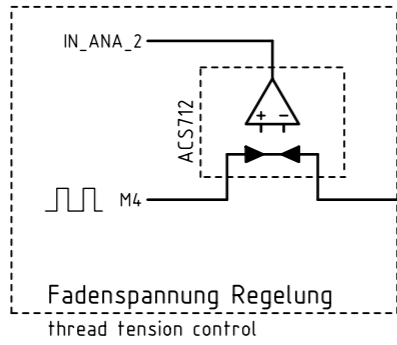 IN_ANA_2
ACS712
+ -
M4
Fadenspannung Regelung
thread tension control